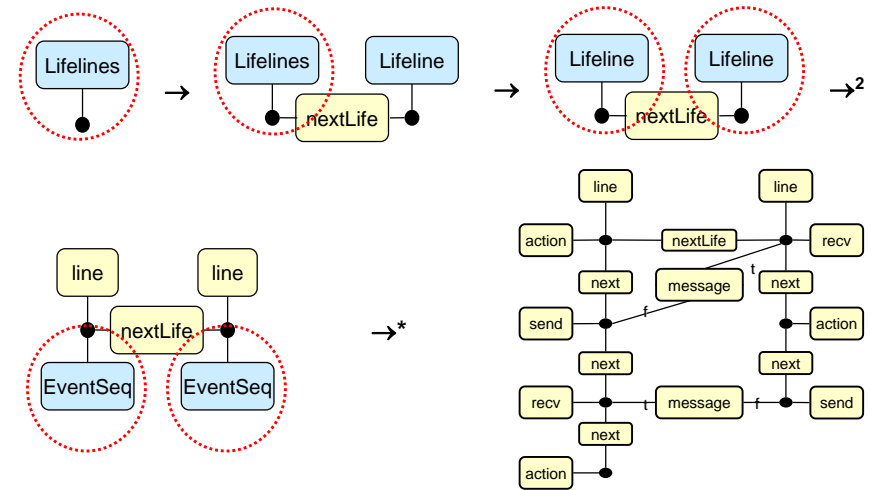 Lifelines
→
Lifelines
Lifeline
nextLife
→
Lifeline
Lifeline
nextLife
→2
line
line
nextLife
EventSeq
EventSeq
→*
line
line
action
nextLife
recv
t
next
message
next
f
send
action
next
next
recv
t
message
f
send
next
action